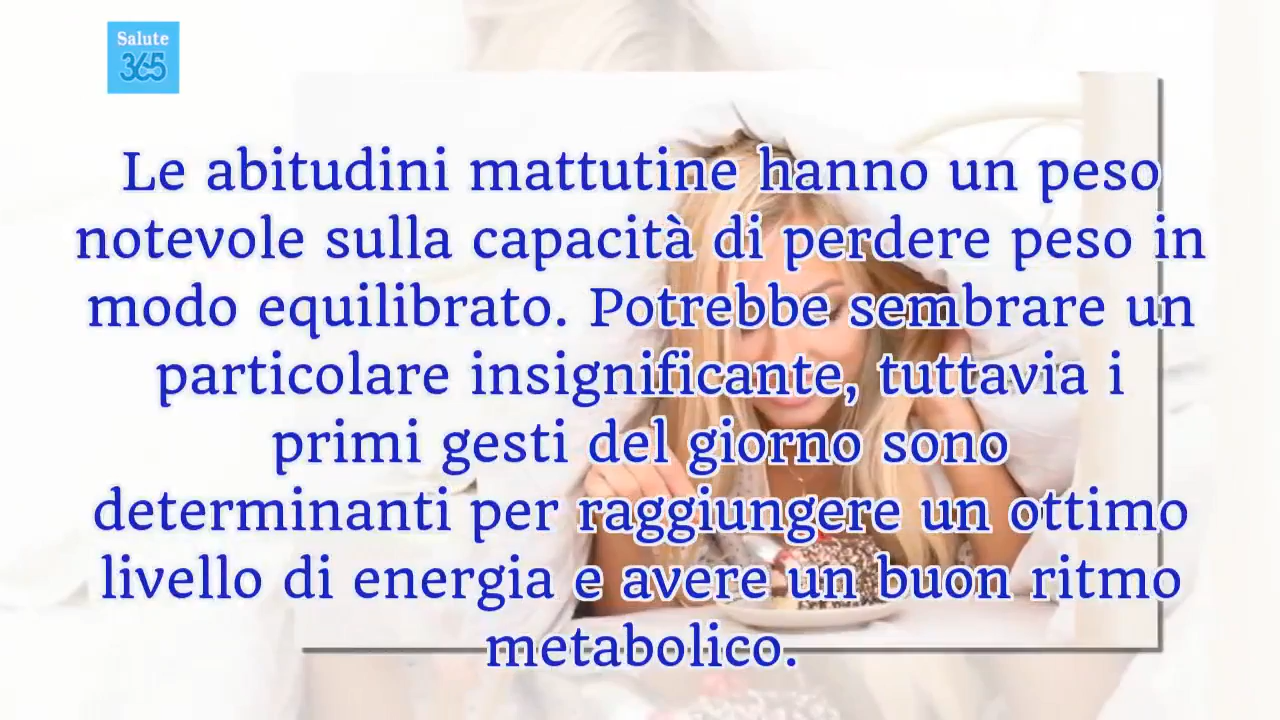 Salute
365
Le abitudini mattutine hanno un peso
notevole sulla capacità di perdere peso in
modo equilibrato. Potrebbe sembrare un
particolare insignificante, tuttavia i
primi gesti del giorno sono
determinanti per raggiungere un ottimo
livello di energia e avere un buon ritmo
metabolico.